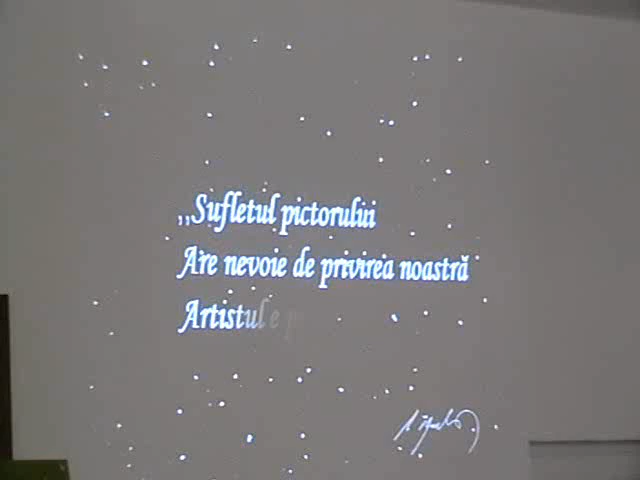 ,,Sufletul pictorului
Are nevoie de privirea noastră
Artistul e p